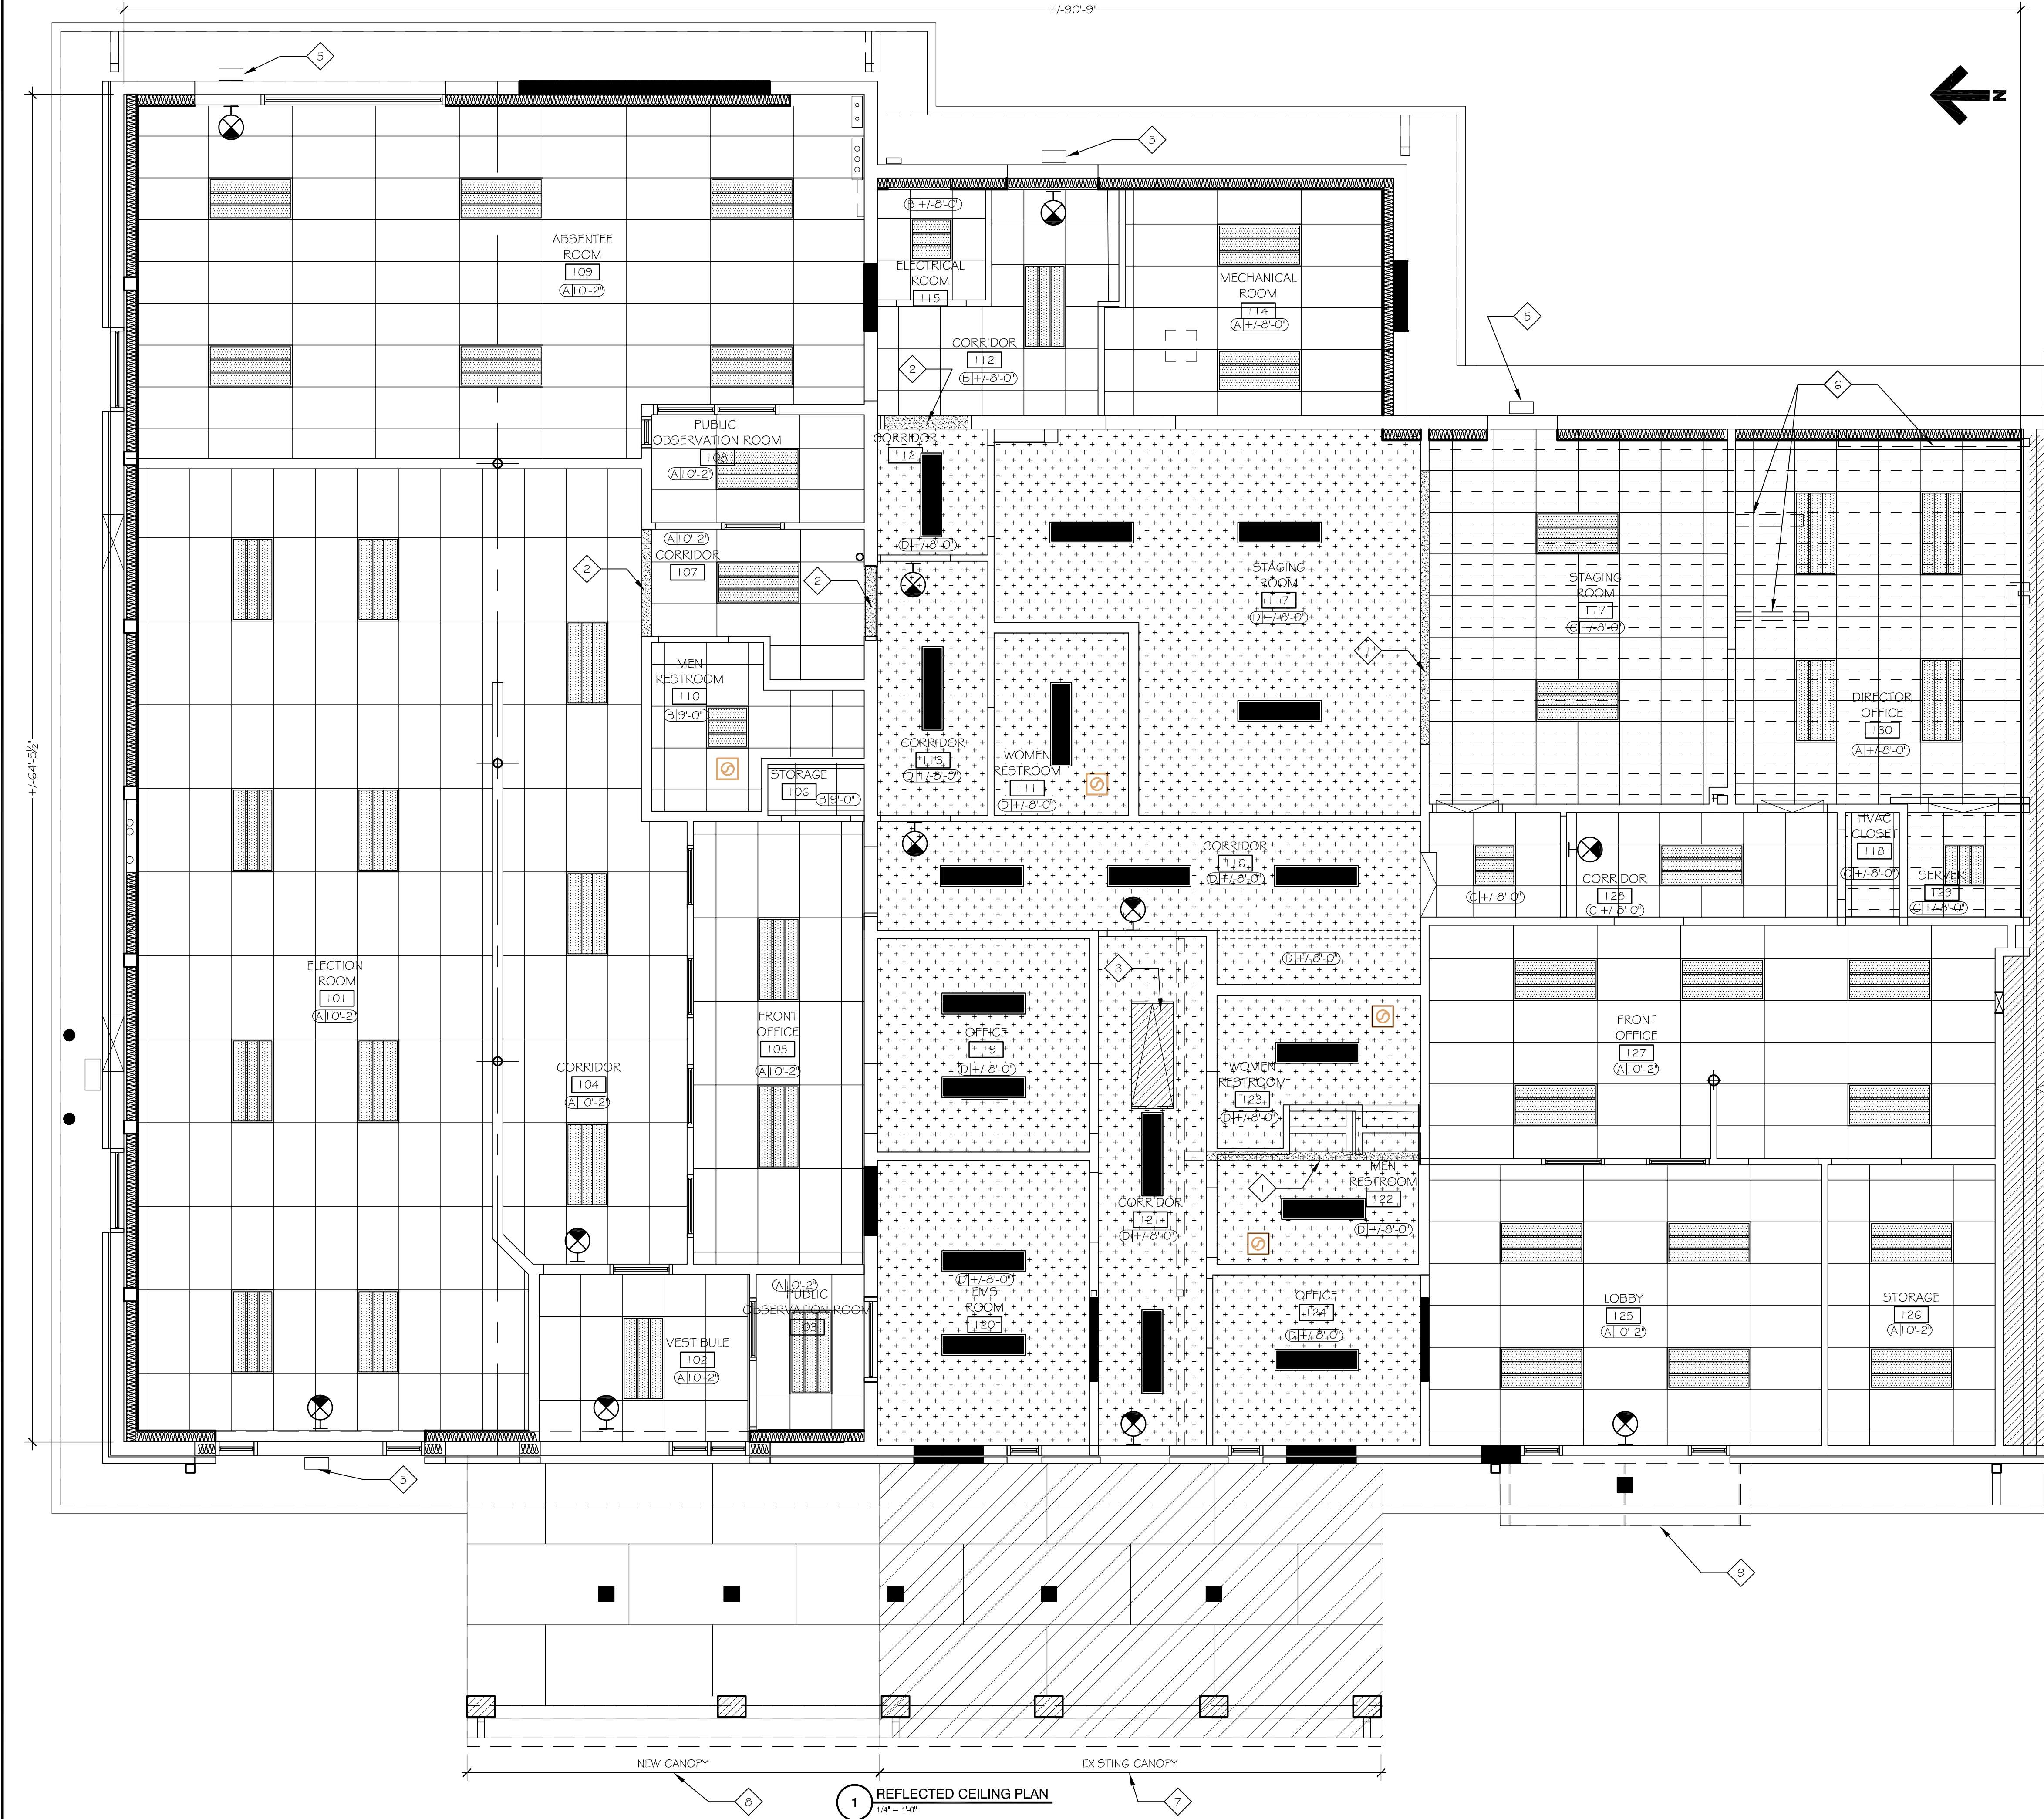 +/-90'-9"
N
5
5
ABSENTEE
ROOM
109
A 10'-2"
B +/-8'-0"
ELECTRICAL
ROOM
115
MECHANICAL
ROOM
114
A +/-8'-0"
CORRIDOR
112
B +/-8'-0"
5
2
6
PUBLIC
OBSERVATION ROOM
108
A 10'-2"
CORRIDOR
112
D +/-8'-0"
A 10'-2"
CORRIDOR
107
2
2
STAGING
ROOM
117
D +/-8'-0"
STAGING
ROOM
117
C +/-8'-0"
1
MEN
RESTROOM
110
B 9'-0"
DIRECTOR
OFFICE
130
A +/-8'-0"
+/-64'-5½"
CORRIDOR
113
D +/-8'-0"
WOMEN
RESTROOM
111
D +/-8'-0"
STORAGE
106
B 9'-0"
CORRIDOR
116
D +/-8'-0"
HVAC
CLOSET
118
C +/-8'-0"
SERVER
129
C +/-8'-0"
C +/-8'-0"
CORRIDOR
128
C +/-8'-0"
ELECTION
ROOM
101
A 10'-2"
D +/-8'-0"
3
FRONT
OFFICE
105
A 10'-2"
OFFICE
119
D +/-8'-0"
FRONT
OFFICE
127
A 10'-2"
CORRIDOR
104
A 10'-2"
WOMEN
RESTROOM
123
D +/-8'-0"
MEN
RESTROOM
122
D +/-8'-0"
1
CORRIDOR
121
D +/-8'-0"
D +/-8'-0"
EMS
ROOM
120
A 10'-2"
PUBLIC
OBSERVATION ROOM
103
OFFICE
124
D +/-8'-0"
LOBBY
125
A 10'-2"
STORAGE
126
A 10'-2"
VESTIBULE
102
A 10'-2"
5
9
NEW CANOPY
EXISTING CANOPY
8
7
1
REFLECTED CEILING PLAN
1/4" = 1'-0"